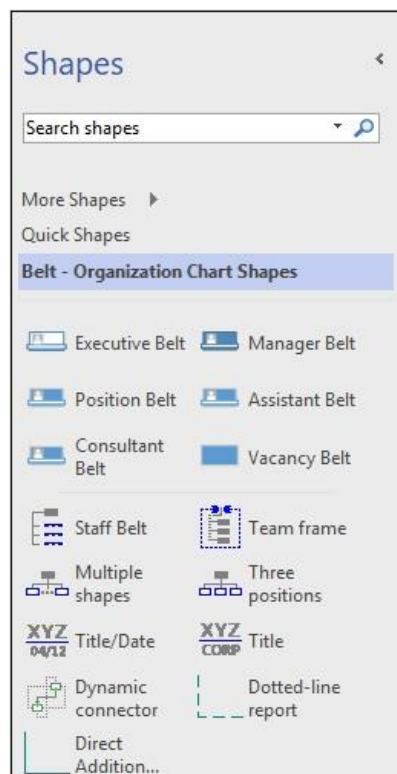 Shapes
Search shapes
More Shapes
Quick Shapes
Belt - Organization Chart Shapes
Executive Belt
Manager Belt
Position Belt
Assistant Belt
Consultant
Belt
Vacancy Belt
Staff Belt
Team frame
Multiple
shapes
Three
positions
XYZ
04/12
Title/Date
XYZ
CORP
Title
Dynamic
connector
Dotted-line
report
Direct
Addition...